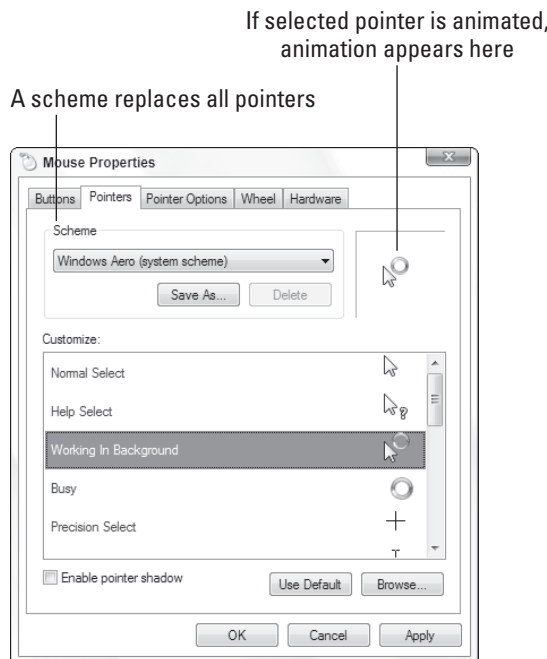 If selected pointer is animated,
animation appears here
A scheme replaces all pointers
Mouse Properties
Buttons Pointers Pointer Options Wheel Hardware
Scheme
Windows Aero (system scheme)
Save As... Delete
Customize:
Normal Select
Help Select
Working In Background
Busy
Precision Select
Enable pointer shadow
Use Default Browse...
OK Cancel Apply